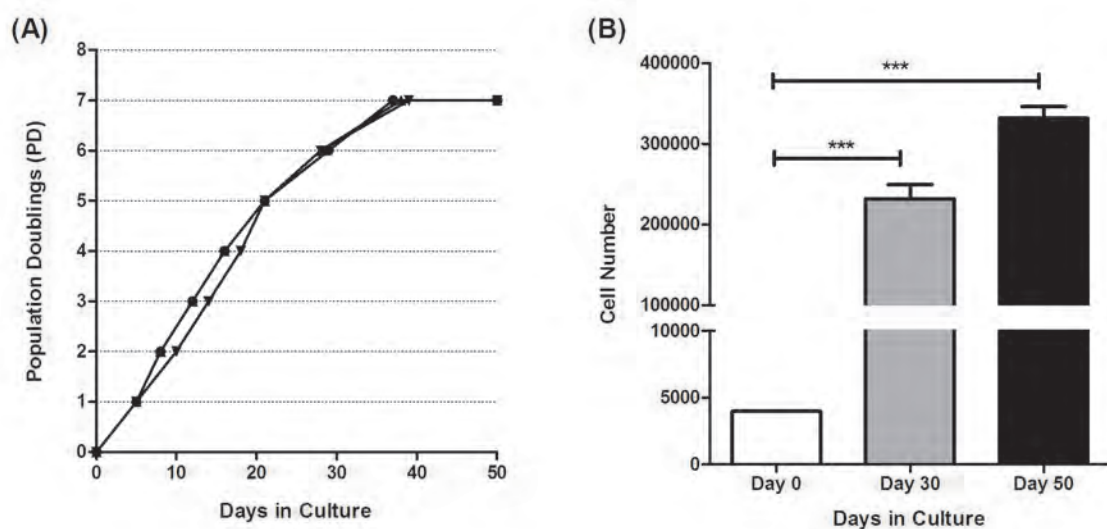 (A)
Population Doublings (PD)
8
7
6
5
4
3
2
1
0
0 10 20 30 40 50
Days in Culture
(B)
Cell Number
400000
300000
200000
100000
10000
5000
0
***
***
Day 0 Day 30 Day 50
Days in Culture